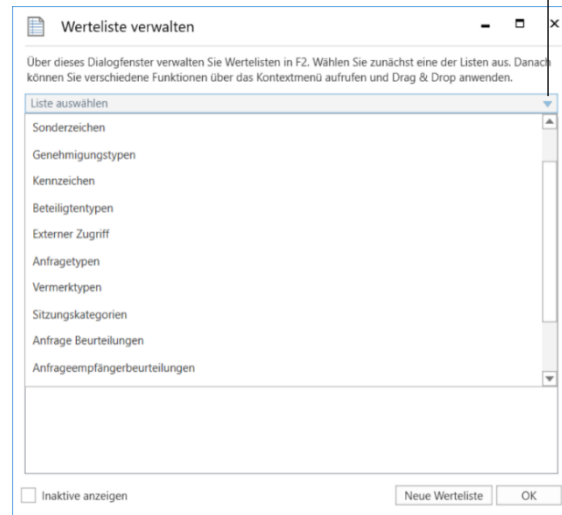 Werteliste verwalten
Über dieses Dialogfenster verwalten Sie Wertelisten in F2. Wählen Sie zunächst eine der Listen aus. Danach
können Sie verschiedene Funktionen über das Kontextmenü aufrufen und Drag & Drop anwenden.
Liste auswählen
Sonderzeichen
Genehmigungstypen
Kennzeichen
Beteiligtentypen
Externer Zugriff
Anfragetypen
Vermerktypen
Sitzungskategorien
Anfrage Beurteilungen
Anfrageempfängerbeurteilungen
Inaktive anzeigen
Neue Werteliste
OK